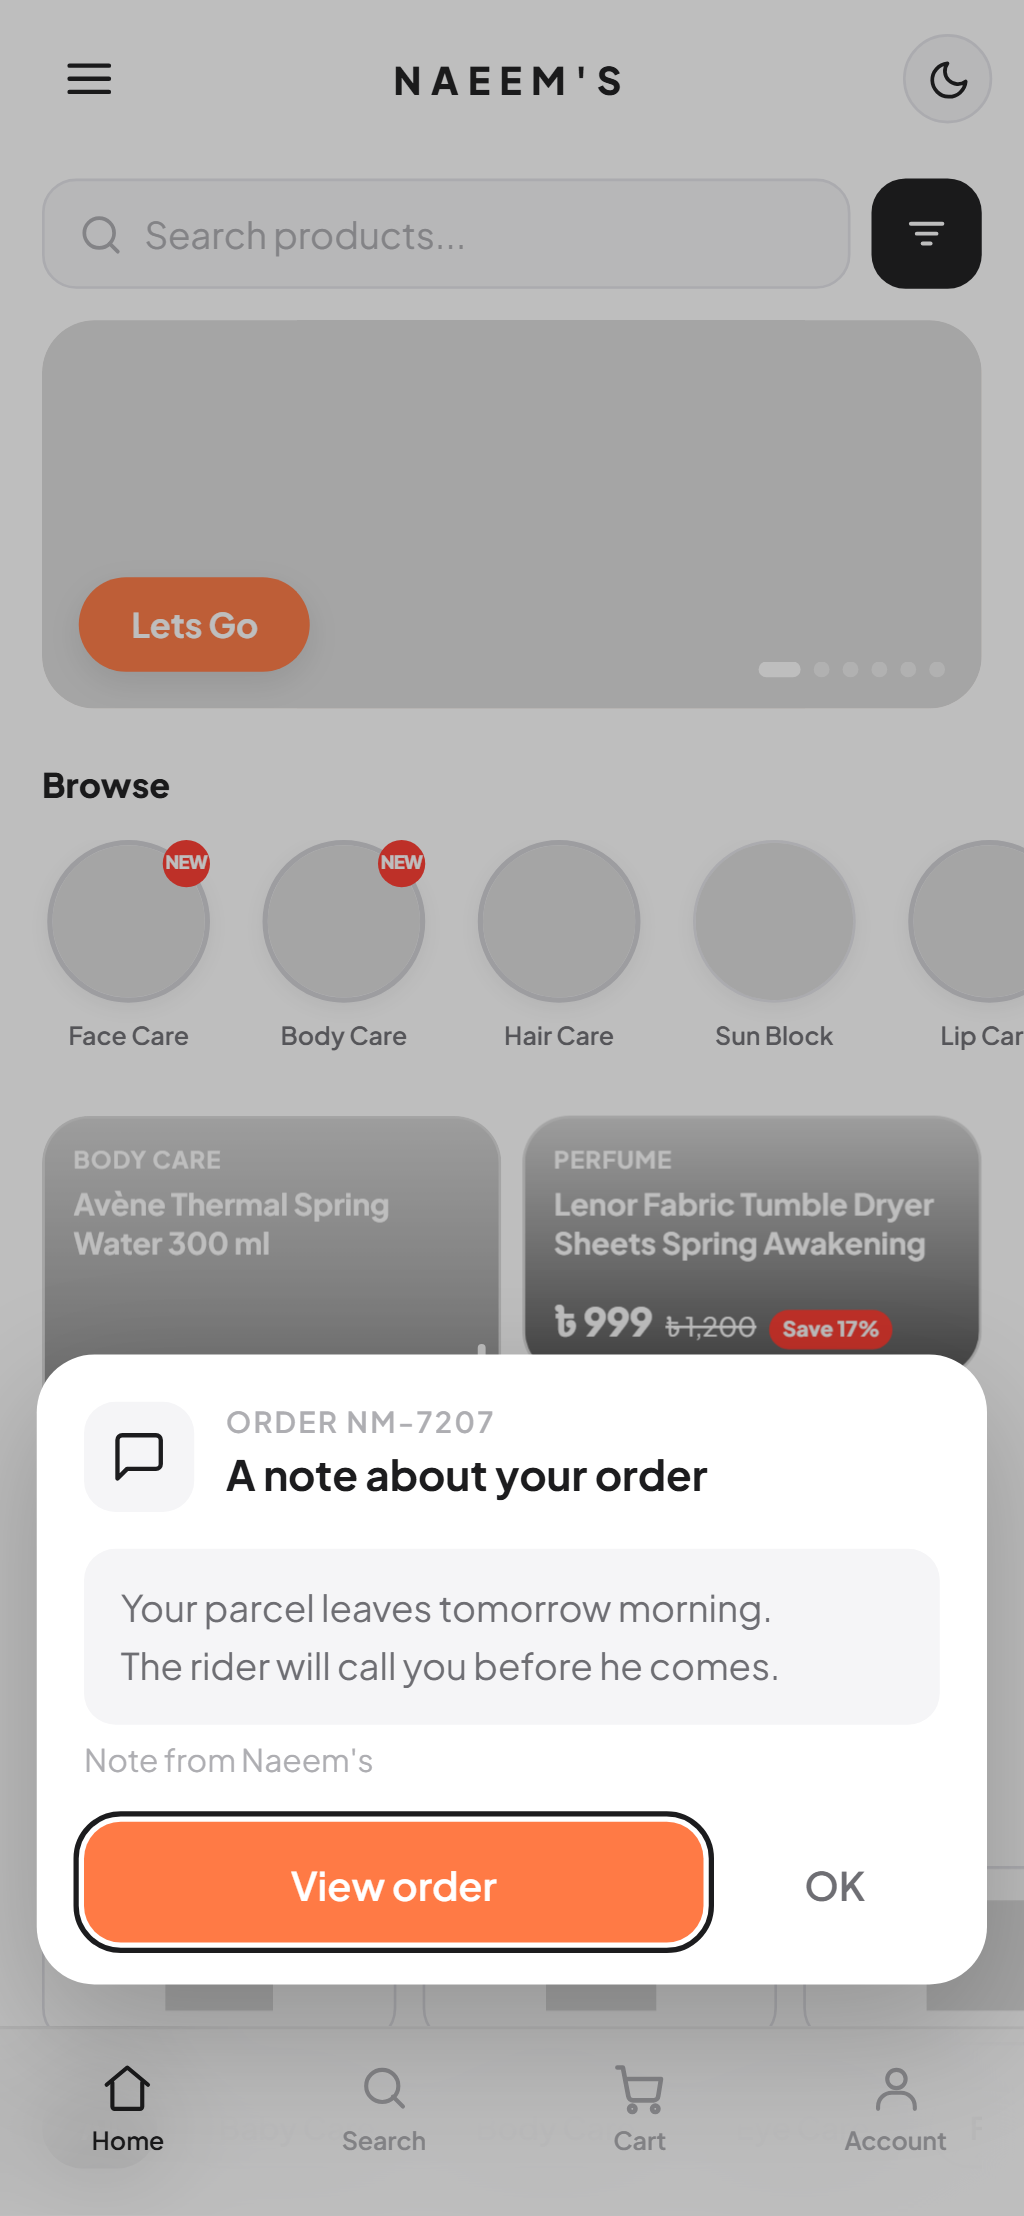 NAEEM'S
Search products...
Lets Go
Browse
NEW
NEW
Face Care
Body Care
Hair Care
Sun Block
Lip Car
BODY CARE
Avène Thermal Spring
Water 300 ml
PERFUME
Lenor Fabric Tumble Dryer
Sheets Spring Awakening
৳ 999 ৳ 1,200 Save 17%
ORDER NM-7207
A note about your order
Your parcel leaves tomorrow morning.
The rider will call you before he comes.
Note from Naeem's
View order
OK
Home
Search
Cart
Account